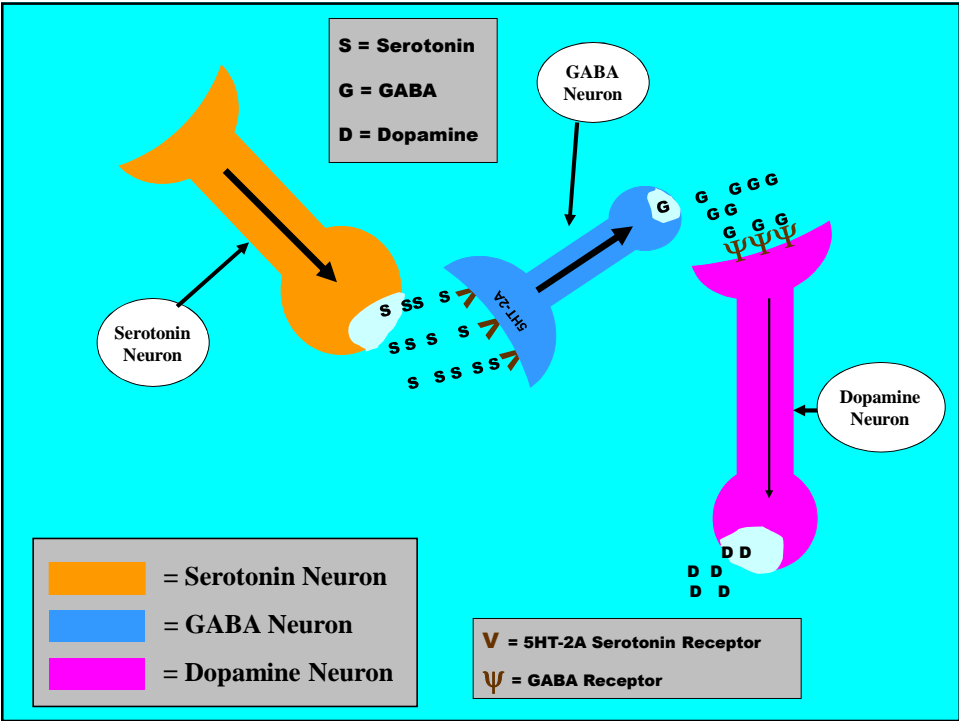 S = Serotonin
G = GABA
D = Dopamine
GABA
Neuron
G
G G G G
G G
G G G
Ψ Ψ Ψ
5HT-2A
S S S S
S S S S S
S S S S S
V
V
V
Serotonin
Neuron
Dopamine
Neuron
D D
D D
D D
= Serotonin Neuron
= GABA Neuron
= Dopamine Neuron
V = 5HT-2A Serotonin Receptor
Ψ = GABA Receptor